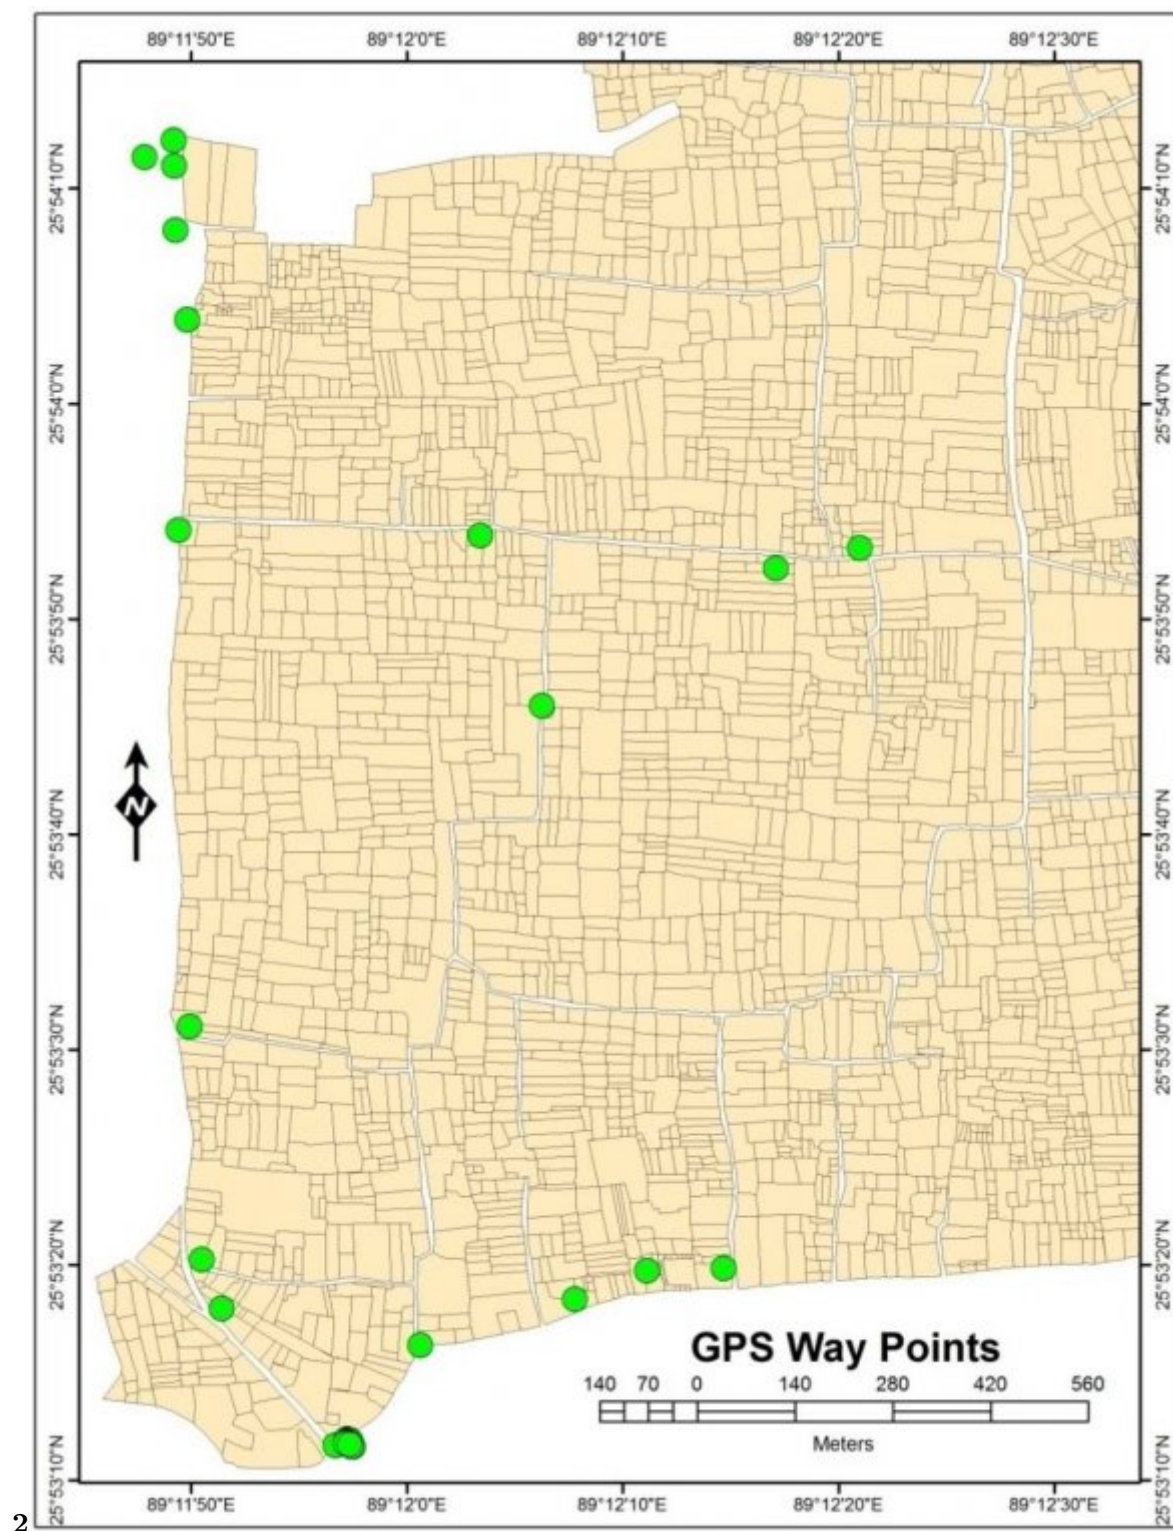 89°11'50"E 89°12'0"E 89°12'10"E 89°12'20"E 89°12'30"E
25°54'10"N 25°54'10"N
25°54'0"N 25°54'0"N
25°53'50"N 25°53'50"N
N
25°53'40"N 25°53'40"N
25°53'30"N 25°53'30"N
25°53'20"N 25°53'20"N
GPS Way Points
140 70 0 140 280 420 560
Meters
25°53'10"N 25°53'10"N
89°11'50"E 89°12'0"E 89°12'10"E 89°12'20"E 89°12'30"E
2